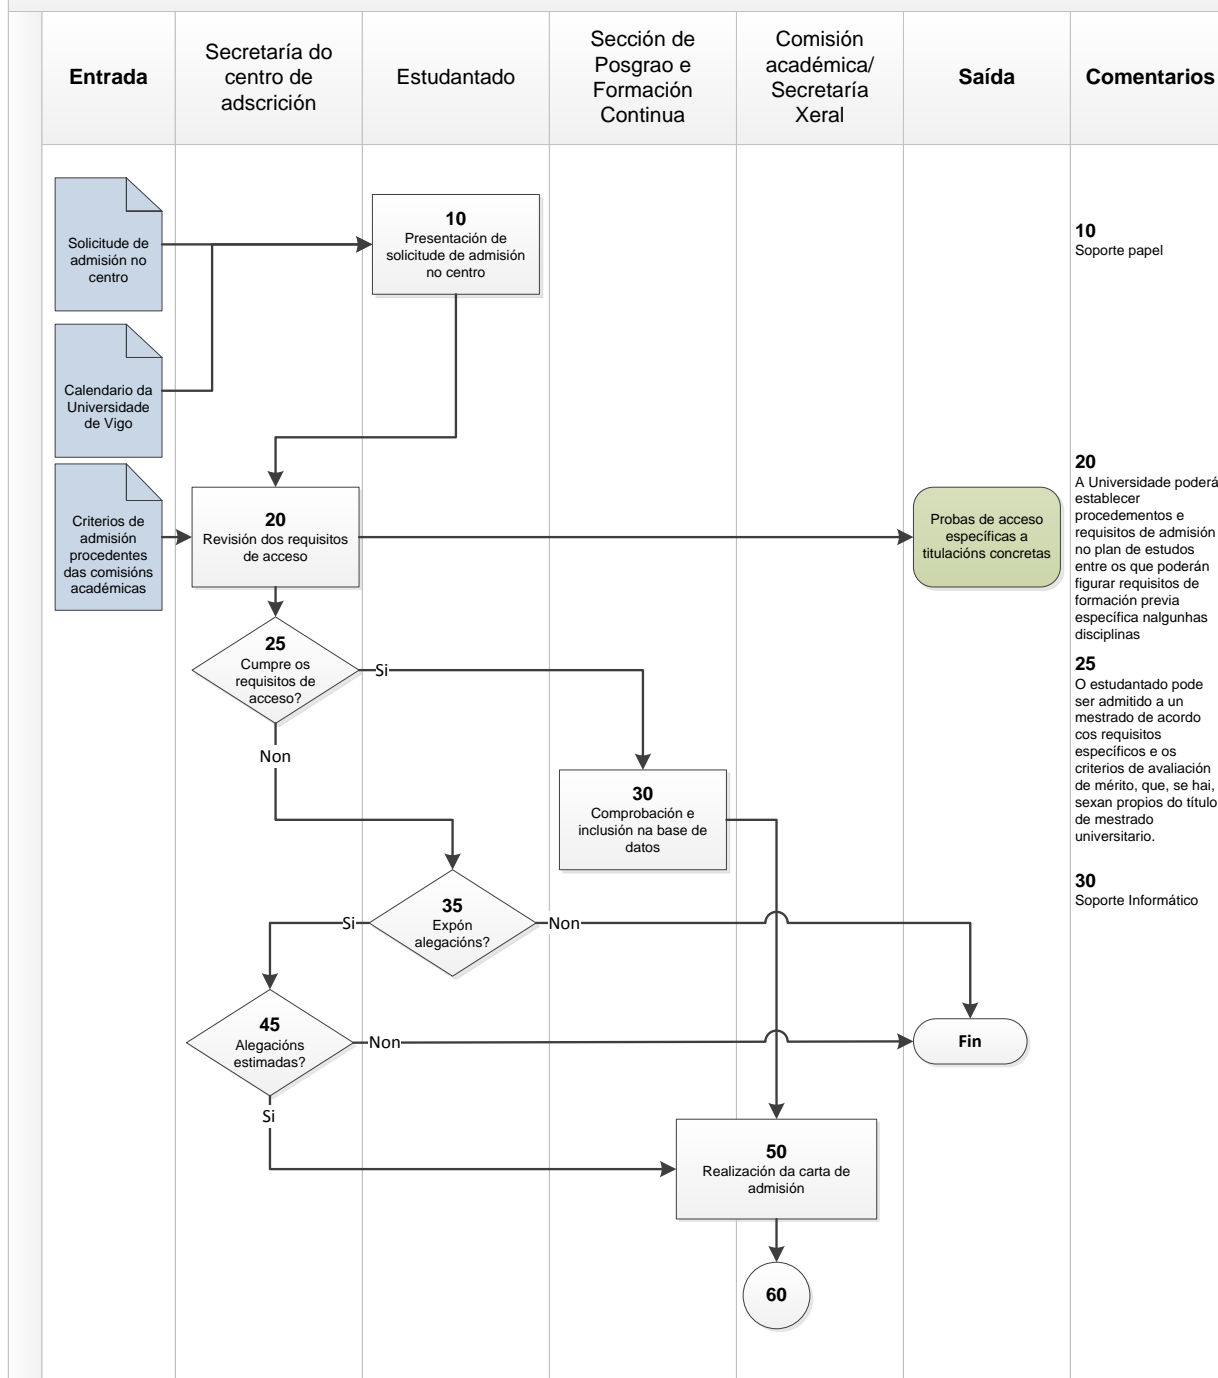 Entrada
Secretaría do
centro de
adscrición
Estudantado
Sección de
Posgrao e
Formación
Continua
Comisión
académica/
Secretaría
Xeral
Saída
Comentarios
Solicitude de
admisión no
centro
10
Presentación de
solicitude de admisión
no centro
10
Soporte papel
Calendario da
Universidade
de Vigo
Criterios de
admisión
procedentes
das comisións
académicas
20
Revisión dos requisitos
de acceso
Probas de acceso
específicas a
titulacións concretas
20
A Universidade poderá
establecer
procedementos e
requisitos de admisión
no plan de estudos
entre os que poderán
figurar requisitos de
formación previa
específica nalgunhas
disciplinas
25
Cumpre os
requisitos de
acceso?
Si
Non
25
O estudantado pode
ser admitido a un
mestrado de acordo
cos requisitos
específicos e os
criterios de avaliación
de mérito, que, se hai,
sexan propios do título
de mestrado
universitario.
30
Comprobación e
inclusión na base de
datos
30
Soporte Informático
35
Expón
alegacións?
Si
Non
45
Alegacións
estimadas?
Non
Si
Fin
50
Realización da carta de
admisión
60